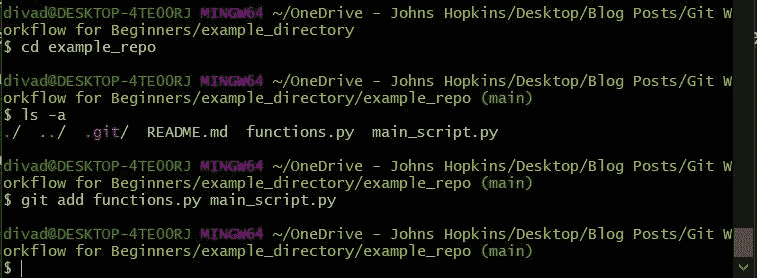 divad@DESKTOP-4TEO0RJ MINGW64 ~/OneDrive - Johns Hopkins/Desktop/Blog Posts/Git W
orkflow for Beginners/example_directory
$ cd example_repo
divad@DESKTOP-4TEO0RJ MINGW64 ~/OneDrive - Johns Hopkins/Desktop/Blog Posts/Git W
orkflow for Beginners/example_directory/example_repo (main)
$ ls -a
./  ../  .git/  README.md  functions.py  main_script.py
divad@DESKTOP-4TEO0RJ MINGW64 ~/OneDrive - Johns Hopkins/Desktop/Blog Posts/Git W
orkflow for Beginners/example_directory/example_repo (main)
$ git add functions.py main_script.py
divad@DESKTOP-4TEO0RJ MINGW64 ~/OneDrive - Johns Hopkins/Desktop/Blog Posts/Git W
orkflow for Beginners/example_directory/example_repo (main)
$